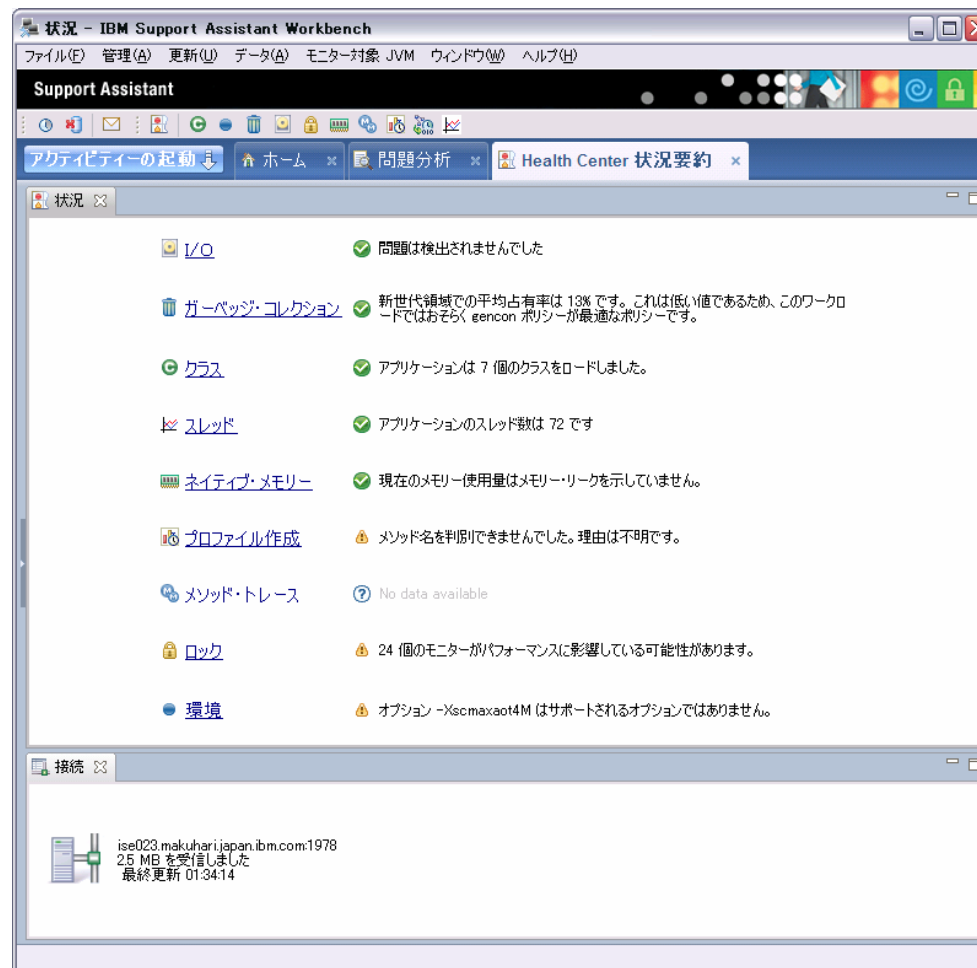 状況 - IBM Support Assistant Workbench
ファイル(F) 管理(A) 更新(U) データ(A) モニター対象 JVM ウィンドウ(W) ヘルプ(H)
Support Assistant
アクティビティーの起動 ホーム 問題分析 Health Center 状況要約
状況
I/O 問題は検出されませんでした
ガーベッジ・コレクション 新世代領域での平均占有率は 13% です。これは低い値であるため、このワークロ
ードではおそらく gencon ポリシーが最適なポリシーです。
クラス アプリケーションは 7 個のクラスをロードしました。
スレッド アプリケーションのスレッド数は 72 です
ネイティブ・メモリー 現在のメモリー使用量はメモリー・リークを示していません。
プロファイル作成 メソッド名を判別できませんでした。理由は不明です。
メソッド・トレース No data available
ロック 24 個のモニターがパフォーマンスに影響している可能性があります。
環境 オプション -Xscmaxaot4M はサポートされるオプションではありません。
接続
ise023.makuhari.japan.ibm.com:1978
2.5 MB を受信しました
最終更新 01:34:14